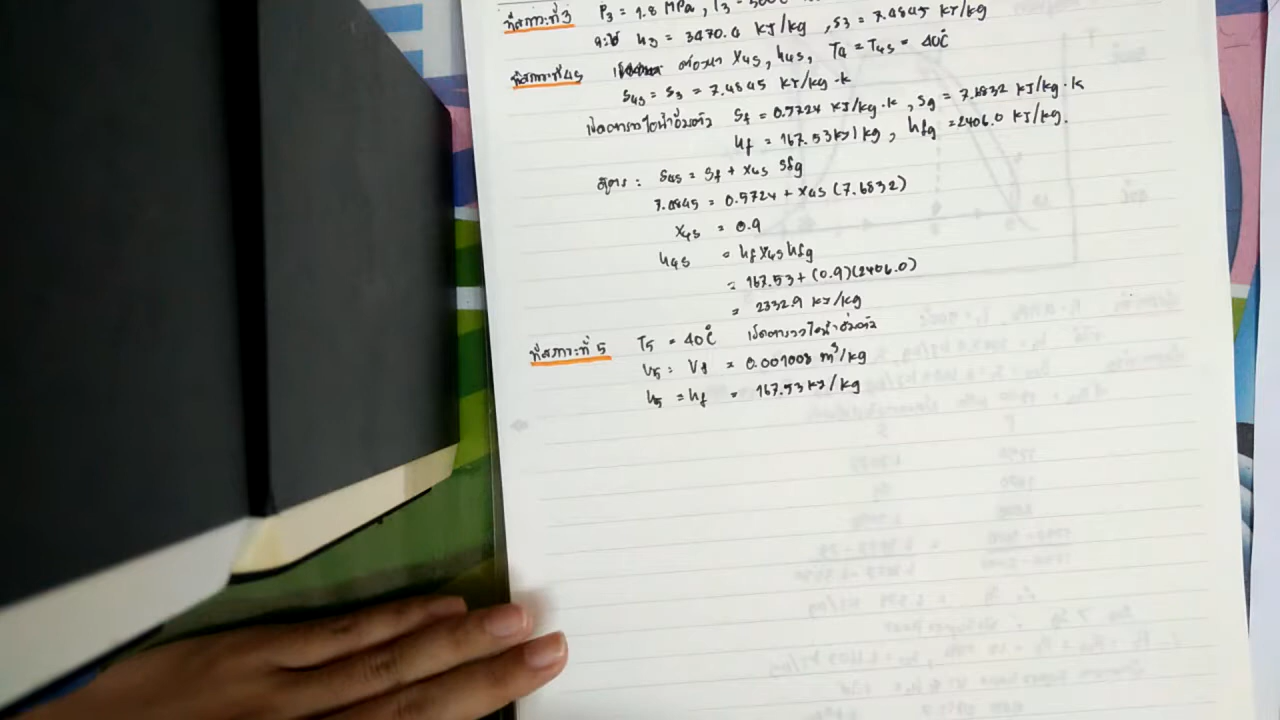 ที่สภาวะที่ 3 P3 = 1.8 MPa, T3 = 500
จะได้ h3 = 3470.4 kJ/kg, s3 = 7.4845 kJ/kg
ที่สภาวะที่ 4s ต้องหา x4s, h4s, T4 = T4s = 40°C
s4s = s3 = 7.4845 kJ/kg·k
เปิดตารางไอน้ำอิ่มตัว sf = 0.5724 kJ/kg·k, sg = 7.6832 kJ/kg·k
hf = 167.53 kJ/kg, hfg = 2406.0 kJ/kg.
สูตร : s4s = sf + x4s sfg
7.4845 = 0.5724 + x4s (7.6832)
x4s = 0.9
h4s = hf x4s hfg
= 167.53 + (0.9)(2406.0)
= 2332.9 kJ/kg
ที่สภาวะที่ 5 T5 = 40°C เปิดตารางไอน้ำอิ่มตัว
v5 = vf = 0.001008 m³/kg
h5 = hf = 167.53 kJ/kg